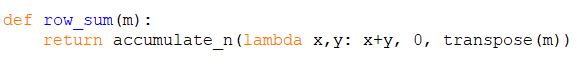 def row_sum(m):
    return accumulate_n(lambda x,y: x+y, 0, transpose(m))